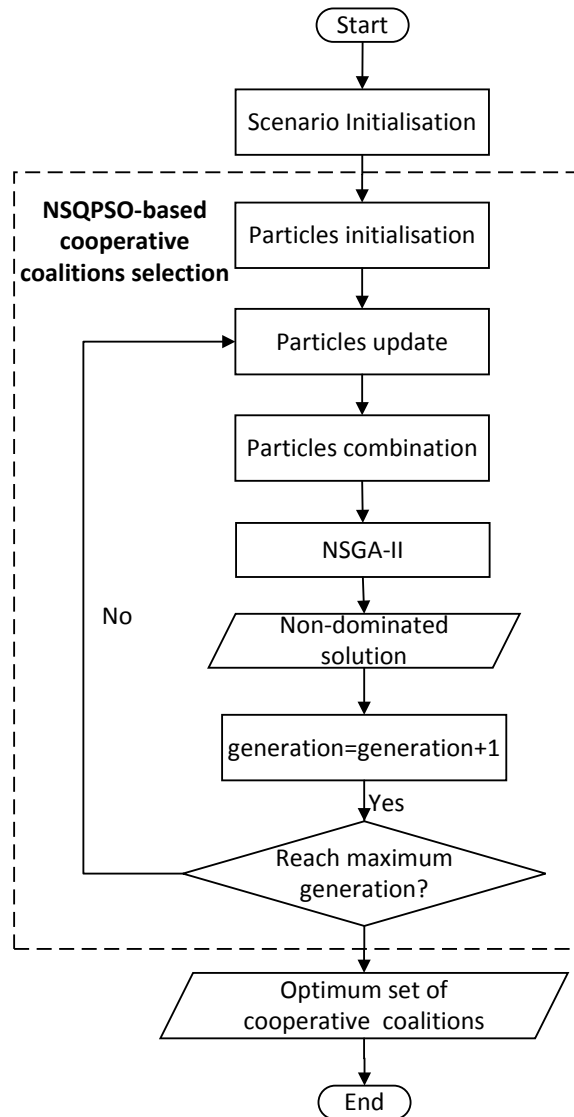 Start
Scenario Initialisation
NSQPSO-based
cooperative
coalitions selection
Particles initialisation
Particles update
Particles combination
NSGA-II
No
Non-dominated
solution
generation=generation+1
Yes
Reach maximum
generation?
Optimum set of
cooperative coalitions
End